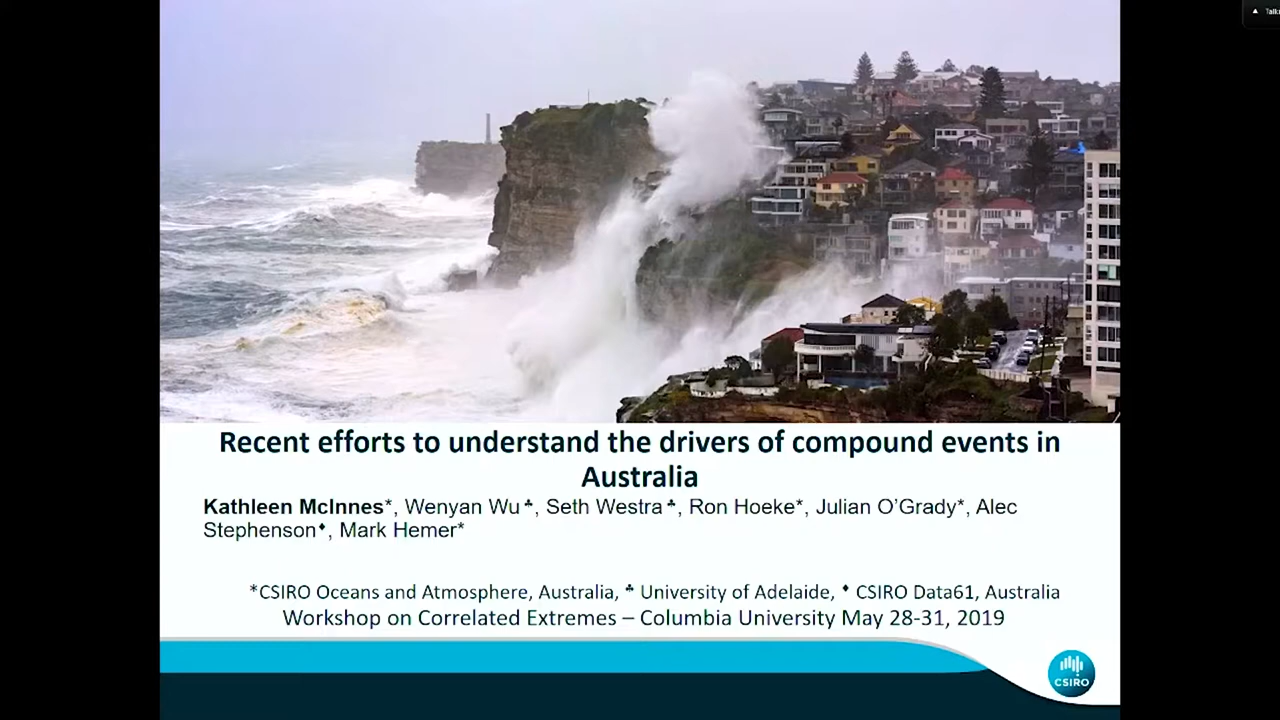 Talki
Recent efforts to understand the drivers of compound events in
Australia
Kathleen McInnes*, Wenyan Wu♣, Seth Westra♣, Ron Hoeke*, Julian O’Grady*, Alec
Stephenson♦, Mark Hemer*
*CSIRO Oceans and Atmosphere, Australia, ♣ University of Adelaide, ♦ CSIRO Data61, Australia
Workshop on Correlated Extremes – Columbia University May 28-31, 2019
CSIRO